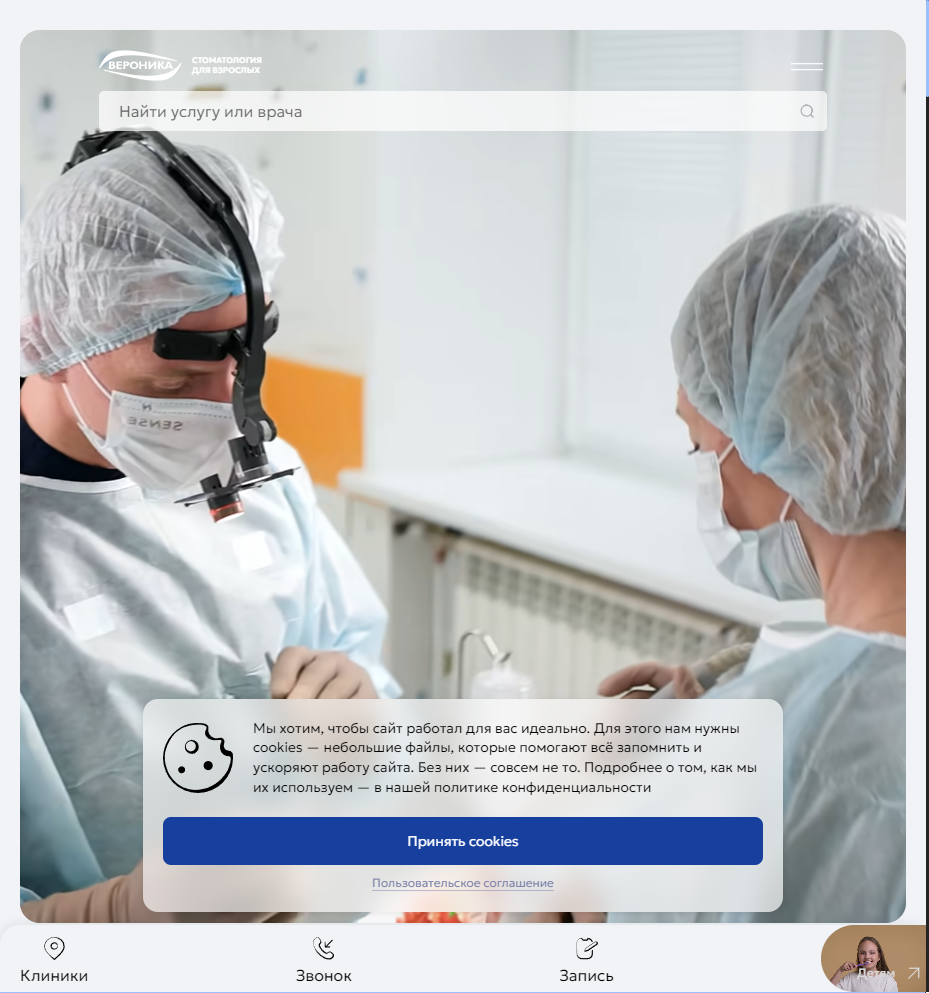 ВЕРОНИКА
СТОМАТОЛОГИЯ
ДЛЯ ВЗРОСЛЫХ
Найти услугу или врача
SENSE
Мы хотим, чтобы сайт работал для вас идеально. Для этого нам нужны
cookies — небольшие файлы, которые помогают всё запомнить и
ускоряют работу сайта. Без них — совсем не то. Подробнее о том, как мы
их используем — в нашей политике конфиденциальности
Принять cookies
Пользовательское соглашение
Клиники
Звонок
Запись
Детям